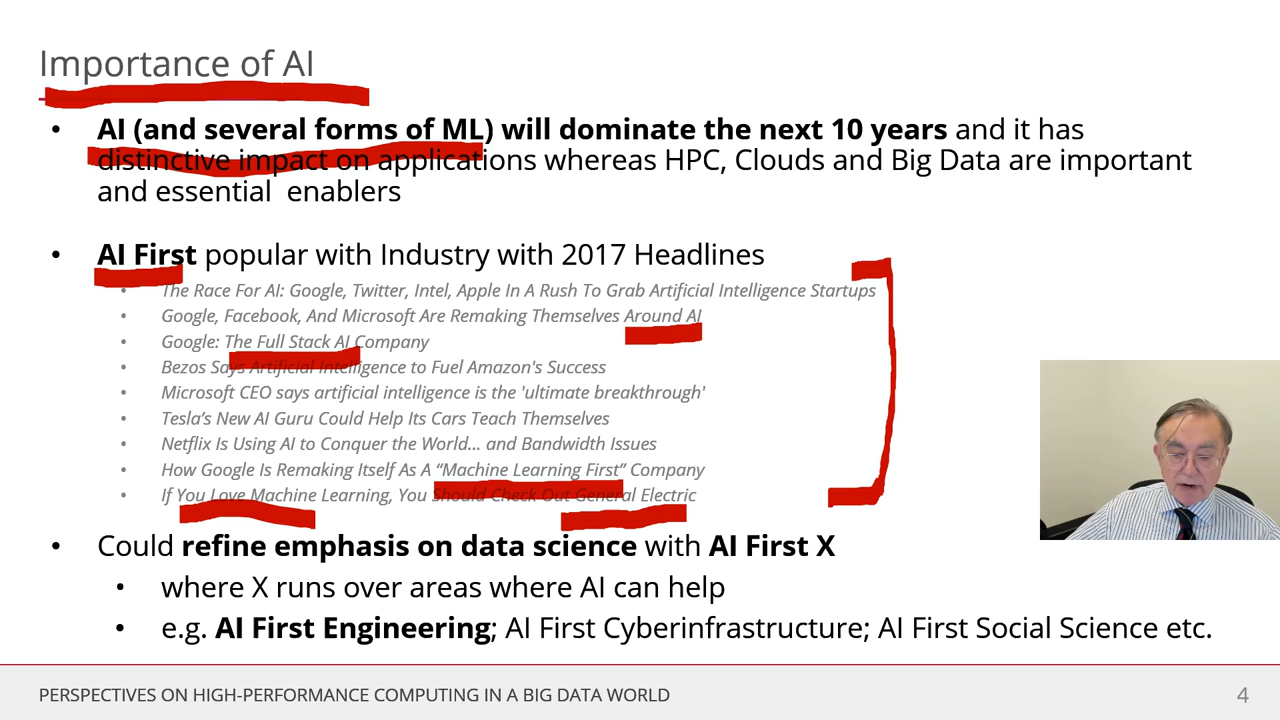 Importance of AI
• AI (and several forms of ML) will dominate the next 10 years and it has
distinctive impact on applications whereas HPC, Clouds and Big Data are important
and essential enablers
• AI First popular with Industry with 2017 Headlines
• The Race For AI: Google, Twitter, Intel, Apple In A Rush To Grab Artificial Intelligence Startups
• Google, Facebook, And Microsoft Are Remaking Themselves Around AI
• Google: The Full Stack AI Company
• Bezos Says Artificial Intelligence to Fuel Amazon's Success
• Microsoft CEO says artificial intelligence is the 'ultimate breakthrough'
• Tesla’s New AI Guru Could Help Its Cars Teach Themselves
• Netflix Is Using AI to Conquer the World... and Bandwidth Issues
• How Google Is Remaking Itself As A “Machine Learning First” Company
• If You Love Machine Learning, You Should Check Out General Electric
• Could refine emphasis on data science with AI First X
• where X runs over areas where AI can help
• e.g. AI First Engineering; AI First Cyberinfrastructure; AI First Social Science etc.
PERSPECTIVES ON HIGH-PERFORMANCE COMPUTING IN A BIG DATA WORLD
4